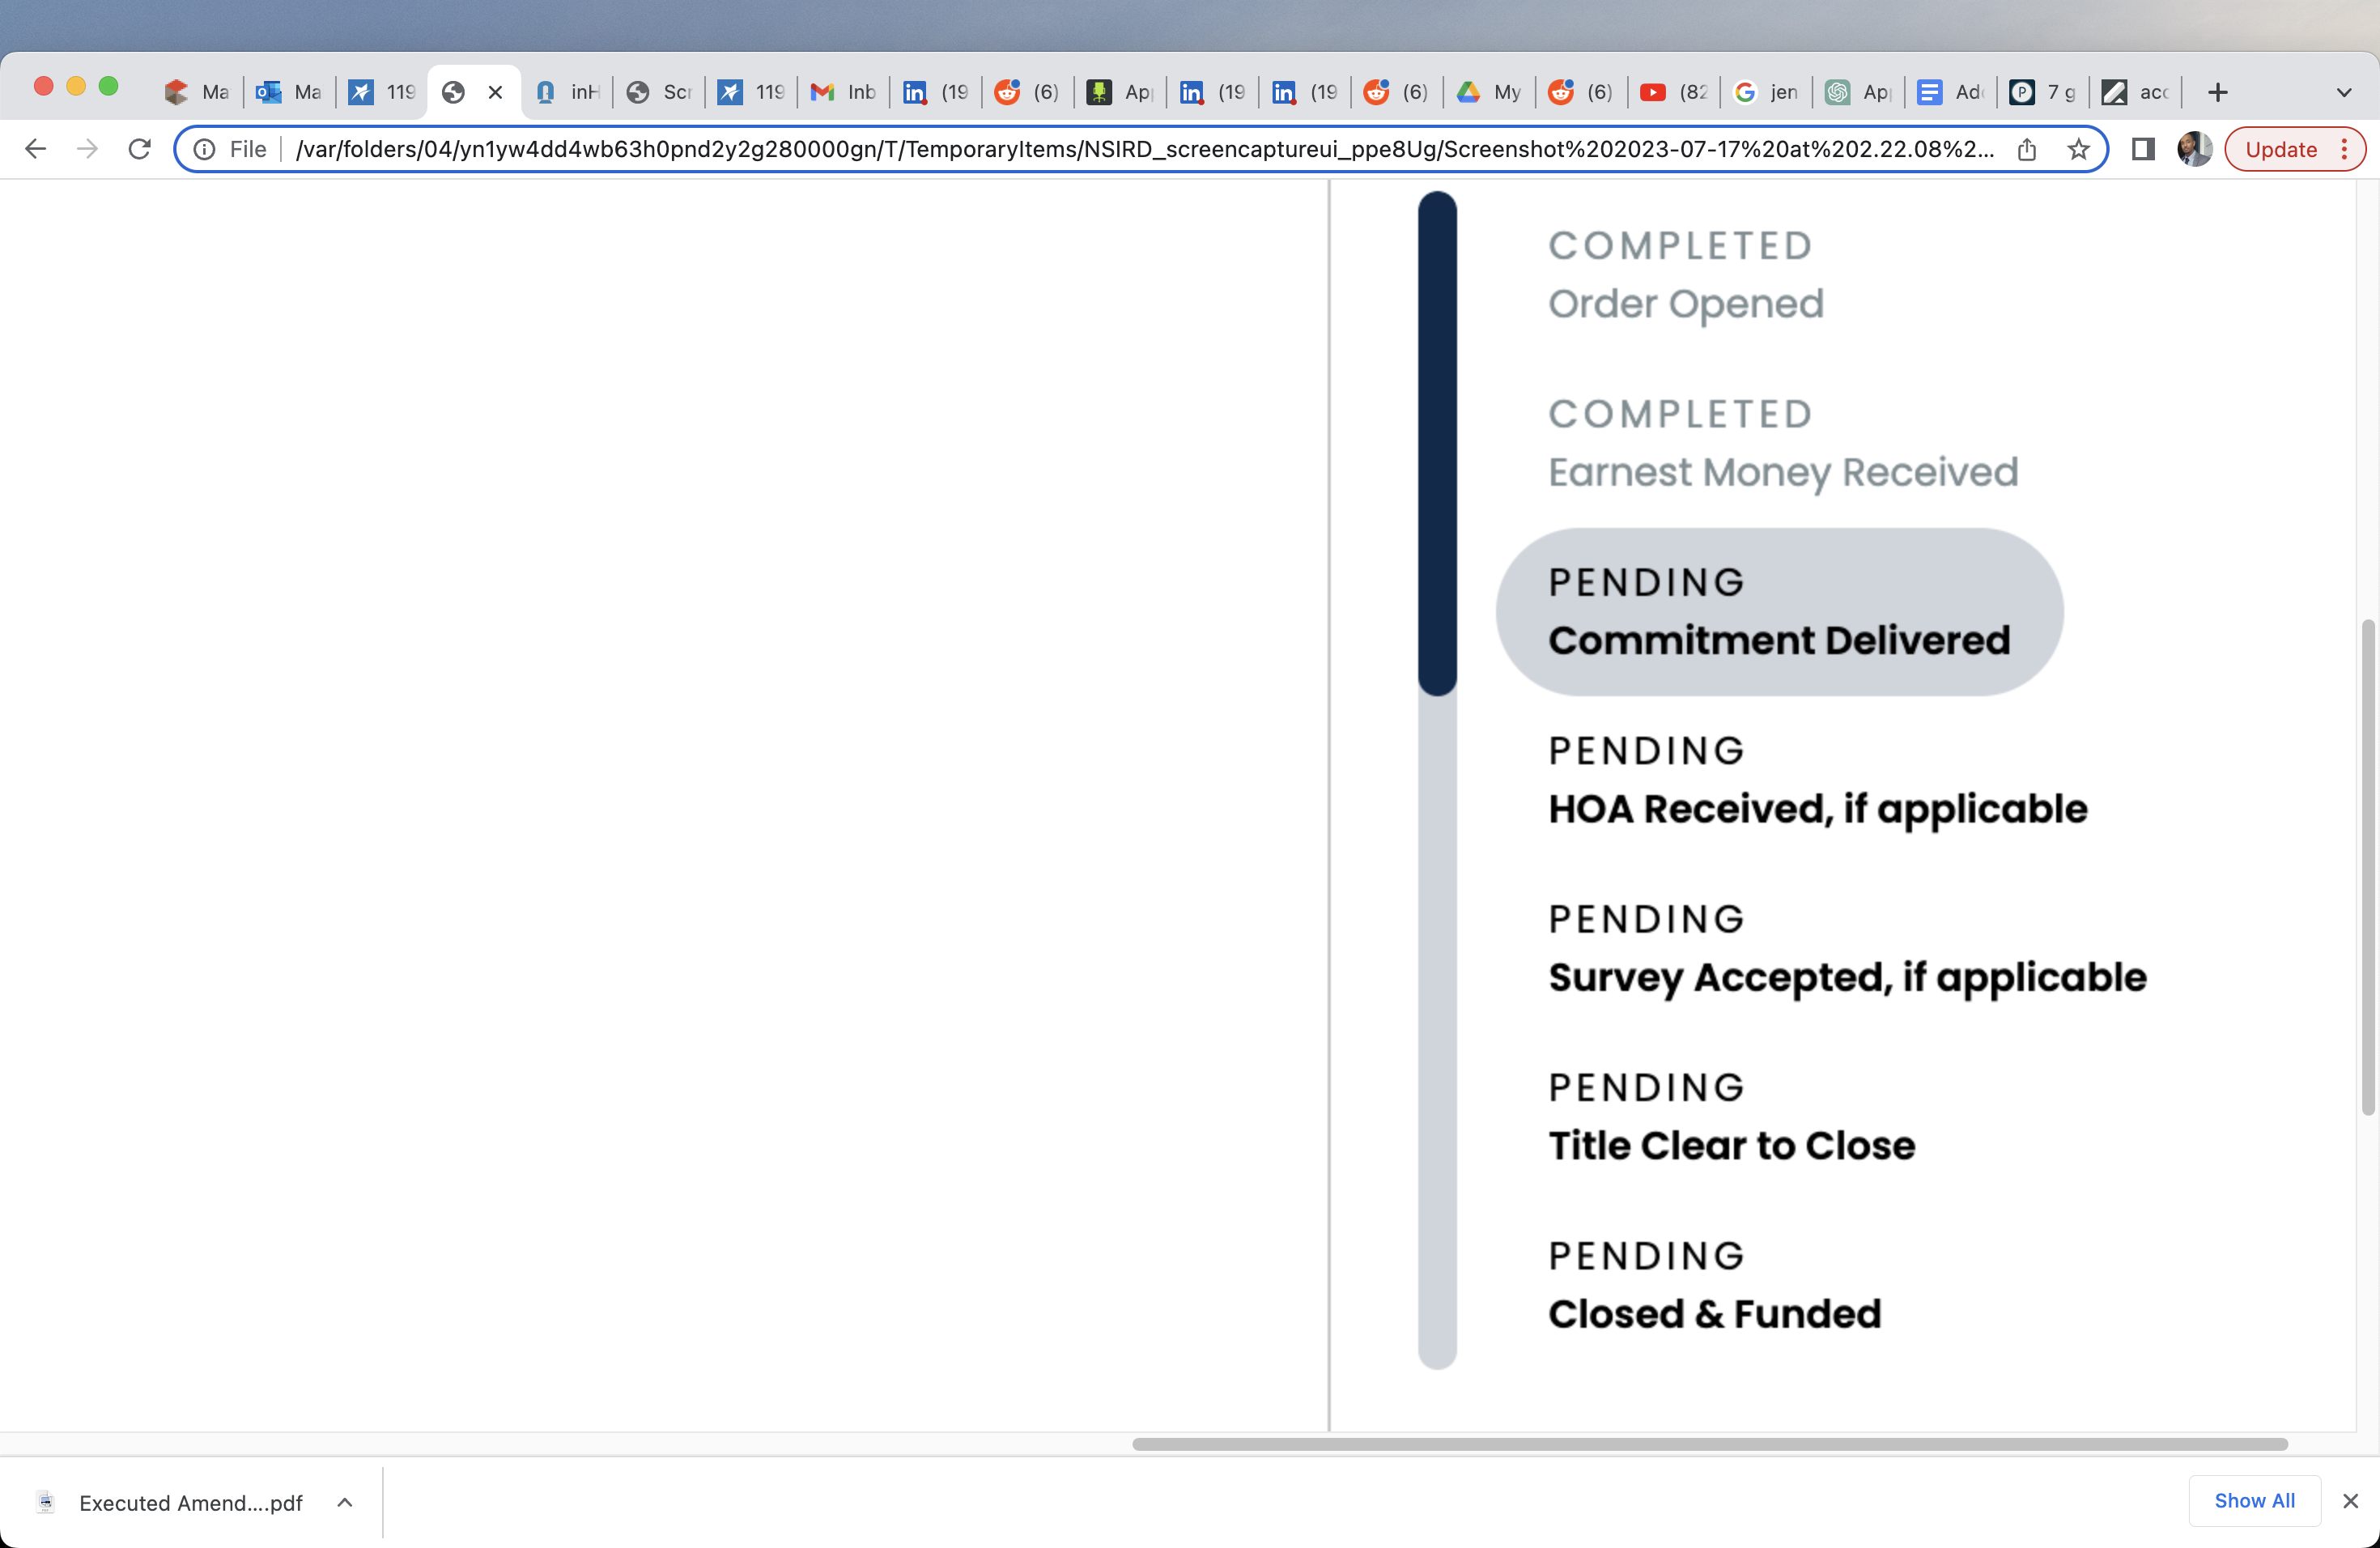 Ma
Ma
119
inH
Scr
119
Inb
(19
(6)
Ap
(19
(19
(6)
My
(6)
(82
jen
Ap
Ad
7 g
acc
File
/var/folders/04/yn1yw4dd4wb63h0pnd2y2g280000gn/T/TemporaryItems/NSIRD_screencaptureui_ppe8Ug/Screenshot%202023-07-17%20at%202.22.08%2...
Update
COMPLETED
Order Opened
COMPLETED
Earnest Money Received
PENDING
Commitment Delivered
PENDING
HOA Received, if applicable
PENDING
Survey Accepted, if applicable
PENDING
Title Clear to Close
PENDING
Closed & Funded
Executed Amend....pdf
Show All